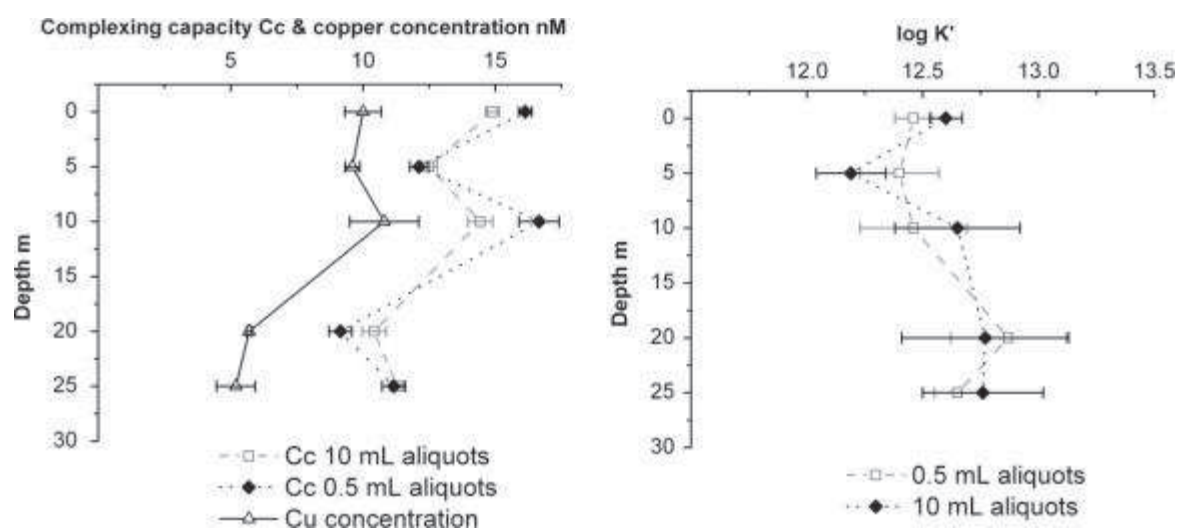 Complexing capacity Cc & copper concentration nM
5 10 15
0
5
10
15
20
25
30
Depth m
Cc 10 mL aliquots
Cc 0.5 mL aliquots
Cu concentration
log K'
12.0 12.5 13.0 13.5
0
5
10
15
20
25
30
Depth m
0.5 mL aliquots
10 mL aliquots